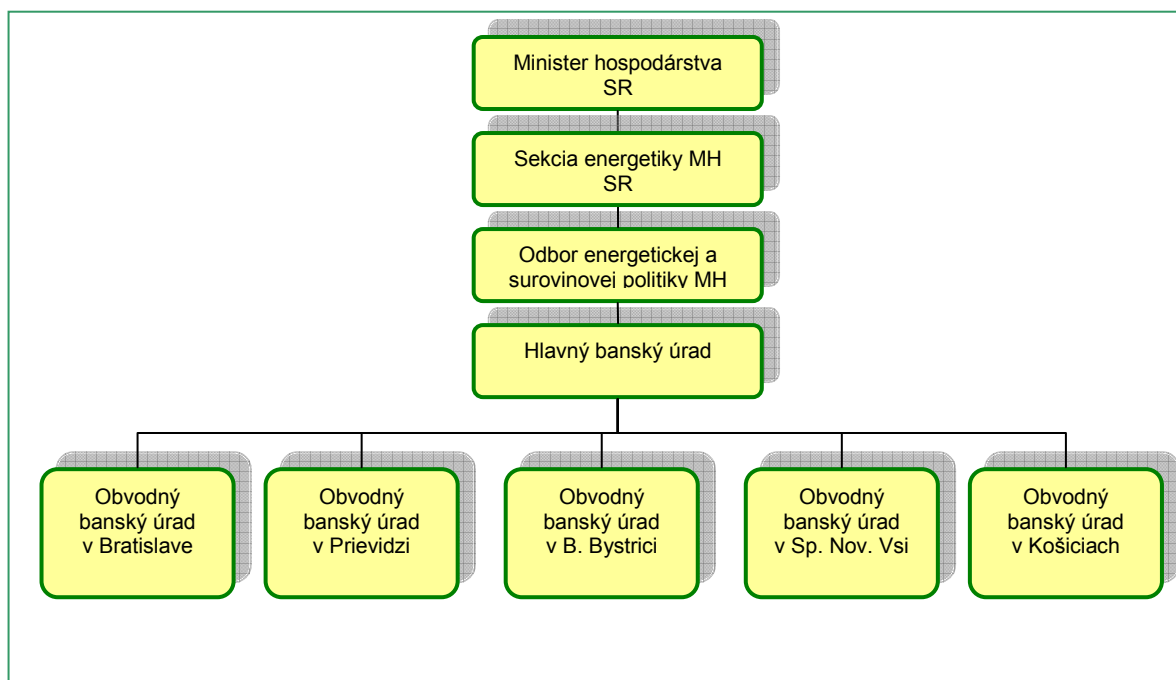 Minister hospodárstva
SR
Sekcia energetiky MH
SR
Odbor energetickej a
surovinovej politiky MH
Hlavný banský úrad
Obvodný
banský úrad
v Bratislave
Obvodný
banský úrad
v Prievidzi
Obvodný
banský úrad
v B. Bystrici
Obvodný
banský úrad
v Sp. Nov. Vsi
Obvodný
banský úrad
v Košiciach